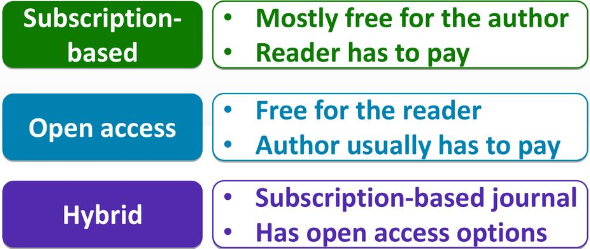 Subscription-
based
• Mostly free for the author
• Reader has to pay
Open access
• Free for the reader
• Author usually has to pay
Hybrid
• Subscription-based journal
• Has open access options